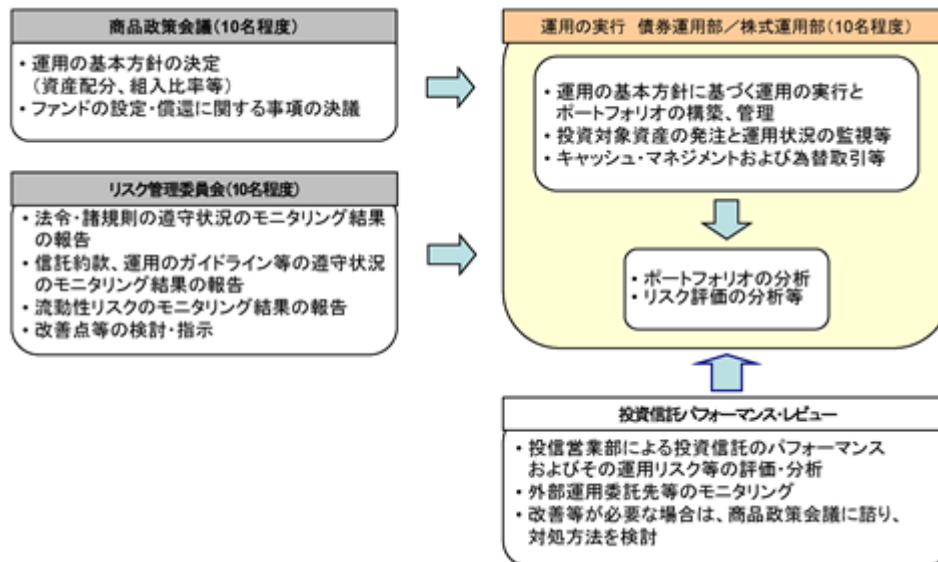 商品政策会議(10名程度)
・運用の基本方針の決定
（資産配分、組入比率等）
・ファンドの設定・償還に関する事項の決議
リスク管理委員会(10名程度)
・法令・諸規則の遵守状況のモニタリング結果
の報告
・信託約款、運用のガイドライン等の遵守状況
のモニタリング結果の報告
・流動性リスクのモニタリング結果の報告
・改善点等の検討・指示
運用の実行 債券運用部／株式運用部(10名程度)
・運用の基本方針に基づく運用の実行と
ポートフォリオの構築、管理
・投資対象資産の発注と運用状況の監視等
・キャッシュ・マネジメントおよび為替取引等
・ポートフォリオの分析
・リスク評価の分析等
投資信託パフォーマンス・レビュー
・投信営業部による投資信託のパフォーマンス
およびその運用リスク等の評価・分析
・外部運用委託先等のモニタリング
・改善等が必要な場合は、商品政策会議に諮り、
対処方法を検討